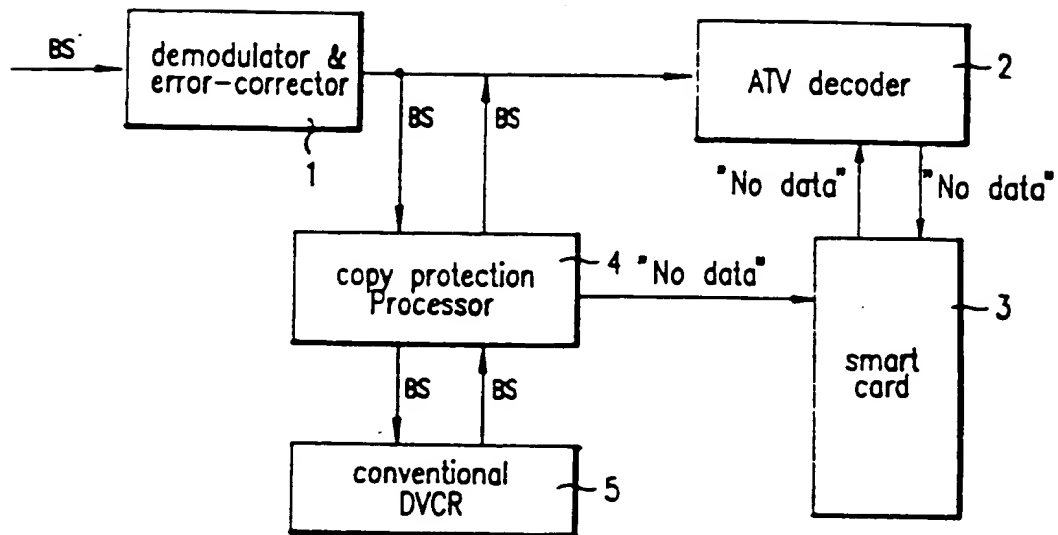 BS
demodulator &
error-corrector
1
BS
BS
ATV decoder
2
"No data"
"No data"
copy protection
Processor
4
"No data"
smart
card
3
BS
BS
conventional
DVCR
5